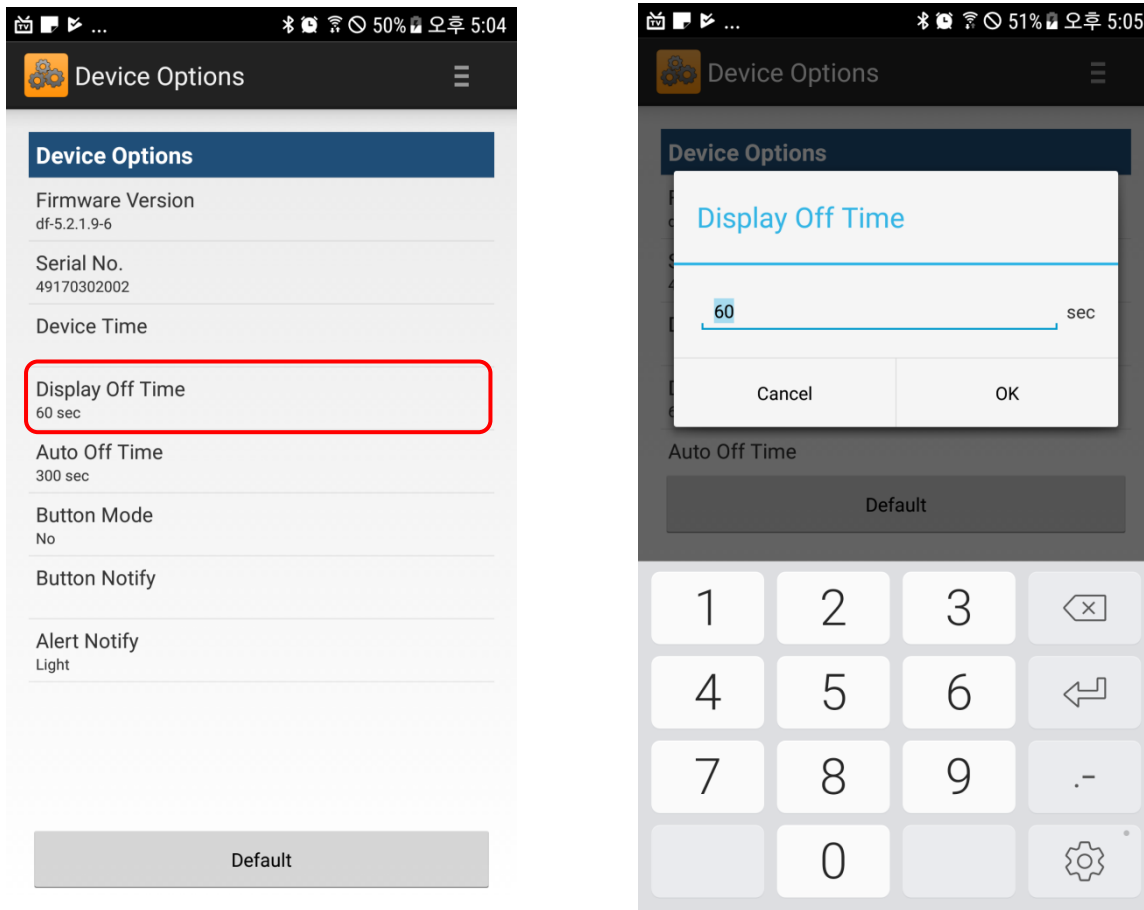 TV ... 50% 오후 5:04
Device Options
Device Options
Firmware Version
df-5.2.1.9-6
Serial No.
49170302002
Device Time
Display Off Time
60 sec
Auto Off Time
300 sec
Button Mode
No
Button Notify
Alert Notify
Light
Default
TV ... 51% 오후 5:05
Device Options
Device Options
Display Off Time
60 sec
Cancel OK
Auto Off Time
Default
1 2 3
4 5 6
7 8 9 .-
0